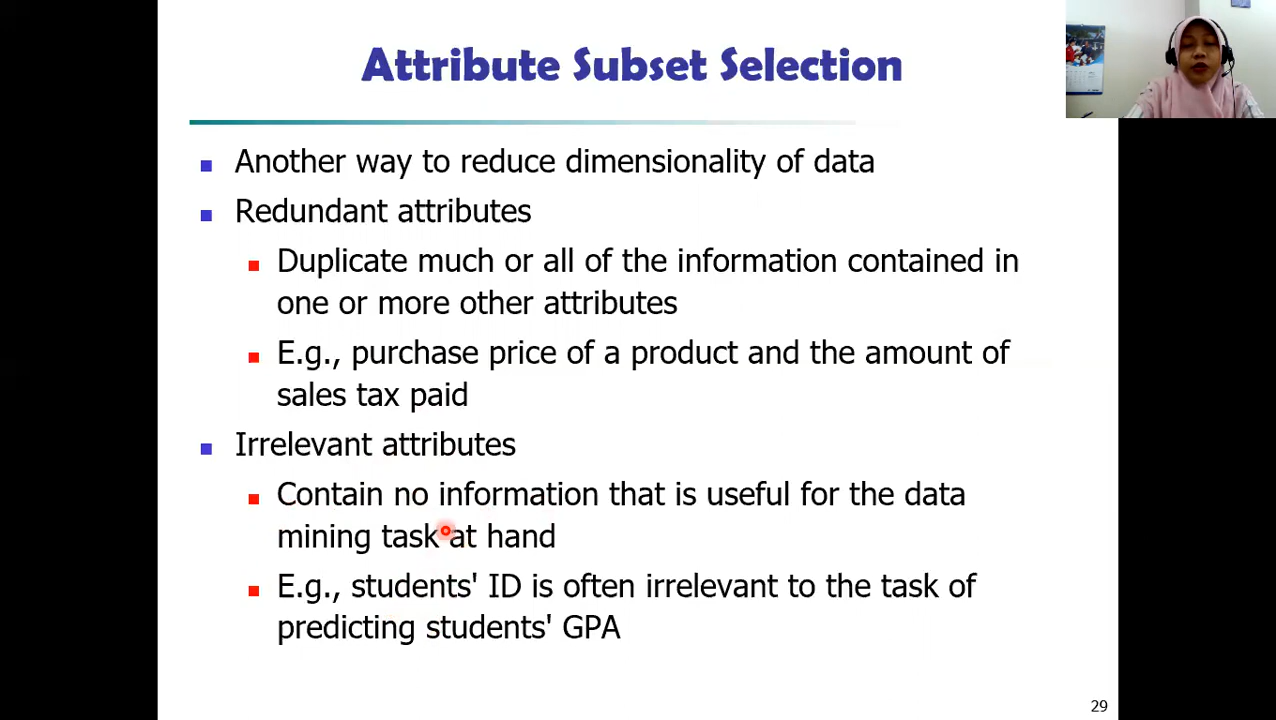 Attribute Subset Selection
Another way to reduce dimensionality of data
Redundant attributes
Duplicate much or all of the information contained in
one or more other attributes
E.g., purchase price of a product and the amount of
sales tax paid
Irrelevant attributes
Contain no information that is useful for the data
mining task at hand
E.g., students' ID is often irrelevant to the task of
predicting students' GPA
29